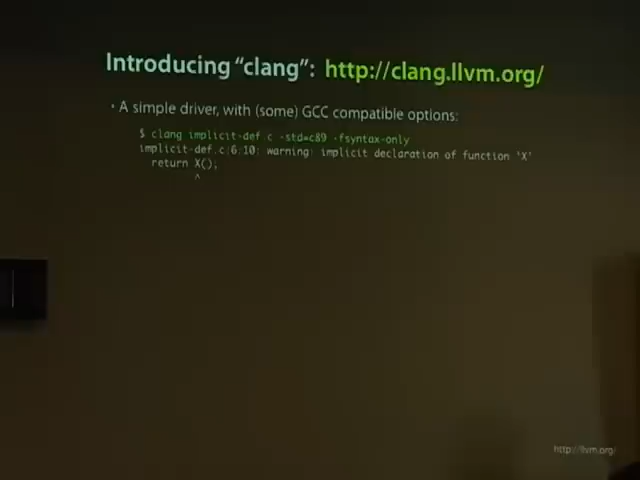 Introducing “clang”: http://clang.llvm.org/
• A simple driver, with (some) GCC compatible options:
$ clang implicit-def.c -std=c89 -fsyntax-only
implicit-def.c:6:10: warning: implicit declaration of function 'X'
return X();
^
http://llvm.org/